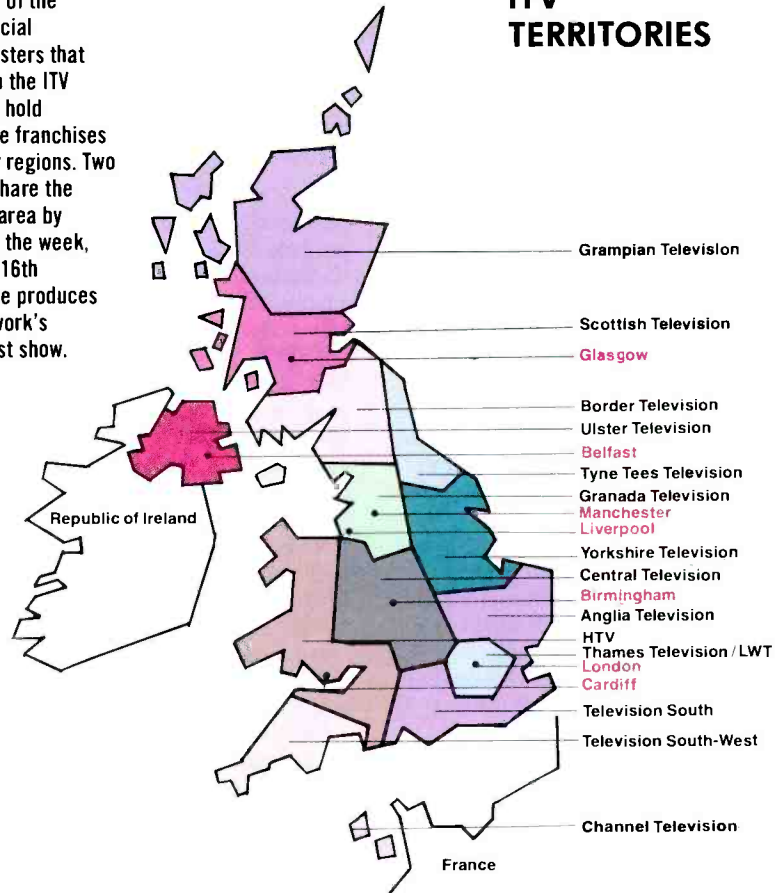 of the
cial
sters that
the ITV
hold
e franchises
regions. Two
hare the
area by
the week,
16th
e produces
work's
st show.
TERRITORIES
Grampian Television
Scottish Television
Glasgow
Border Television
Ulster Television
Belfast
Tyne Tees Television
Granada Television
Manchester
Liverpool
Republic of Ireland
Yorkshire Television
Central Television
Birmingham
Anglia Television
HTV
Thames Television / LWT
London
Cardiff
Television South
Television South-West
Channel Television
France